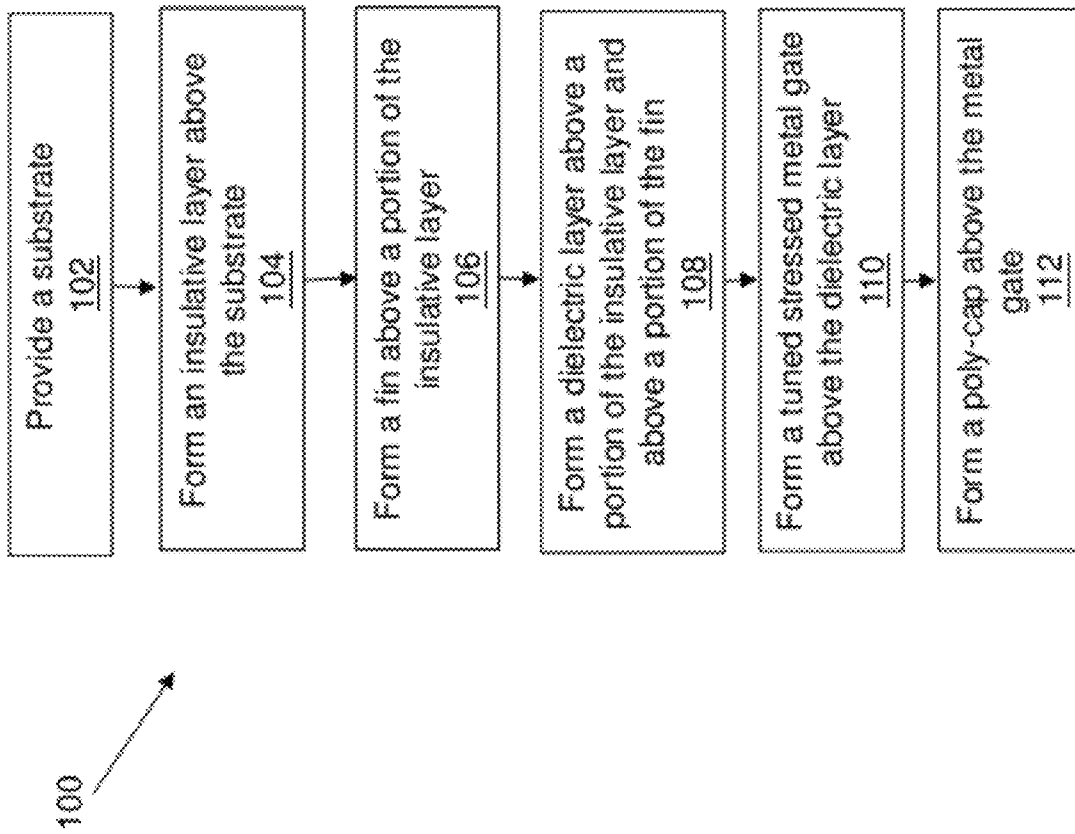 100
Provide a substrate
102
Form an insulative layer above
the substrate
104
Form a fin above a portion of the
insulative layer
106
Form a dielectric layer above a
portion of the insulative layer and
above a portion of the fin
108
Form a tuned stressed metal gate
above the dielectric layer
110
Form a poly-cap above the metal
gate
112